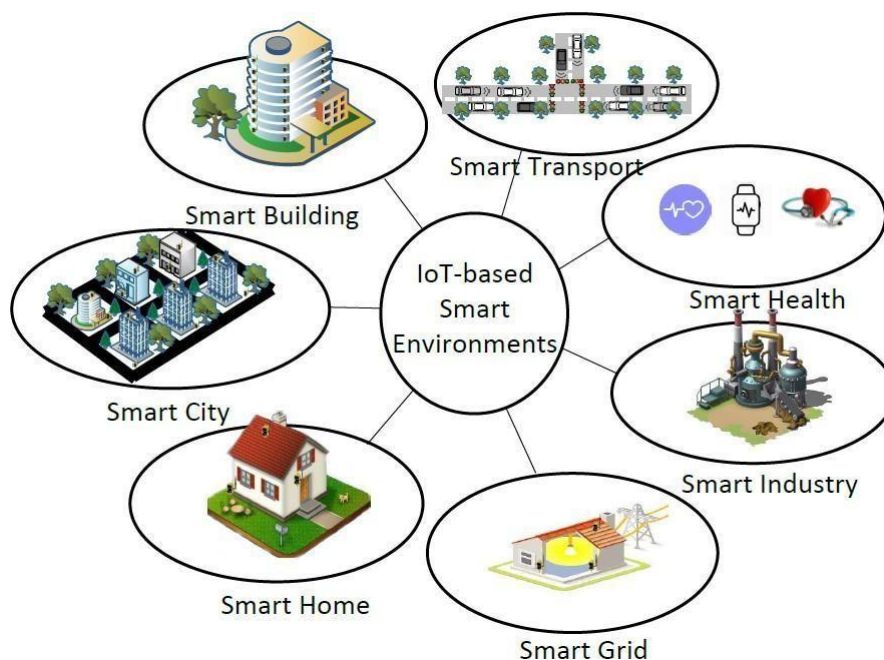 Smart Transport
Smart Building
IoT-based
Smart
Environments
Smart Health
Smart City
Smart Industry
Smart Home
Smart Grid